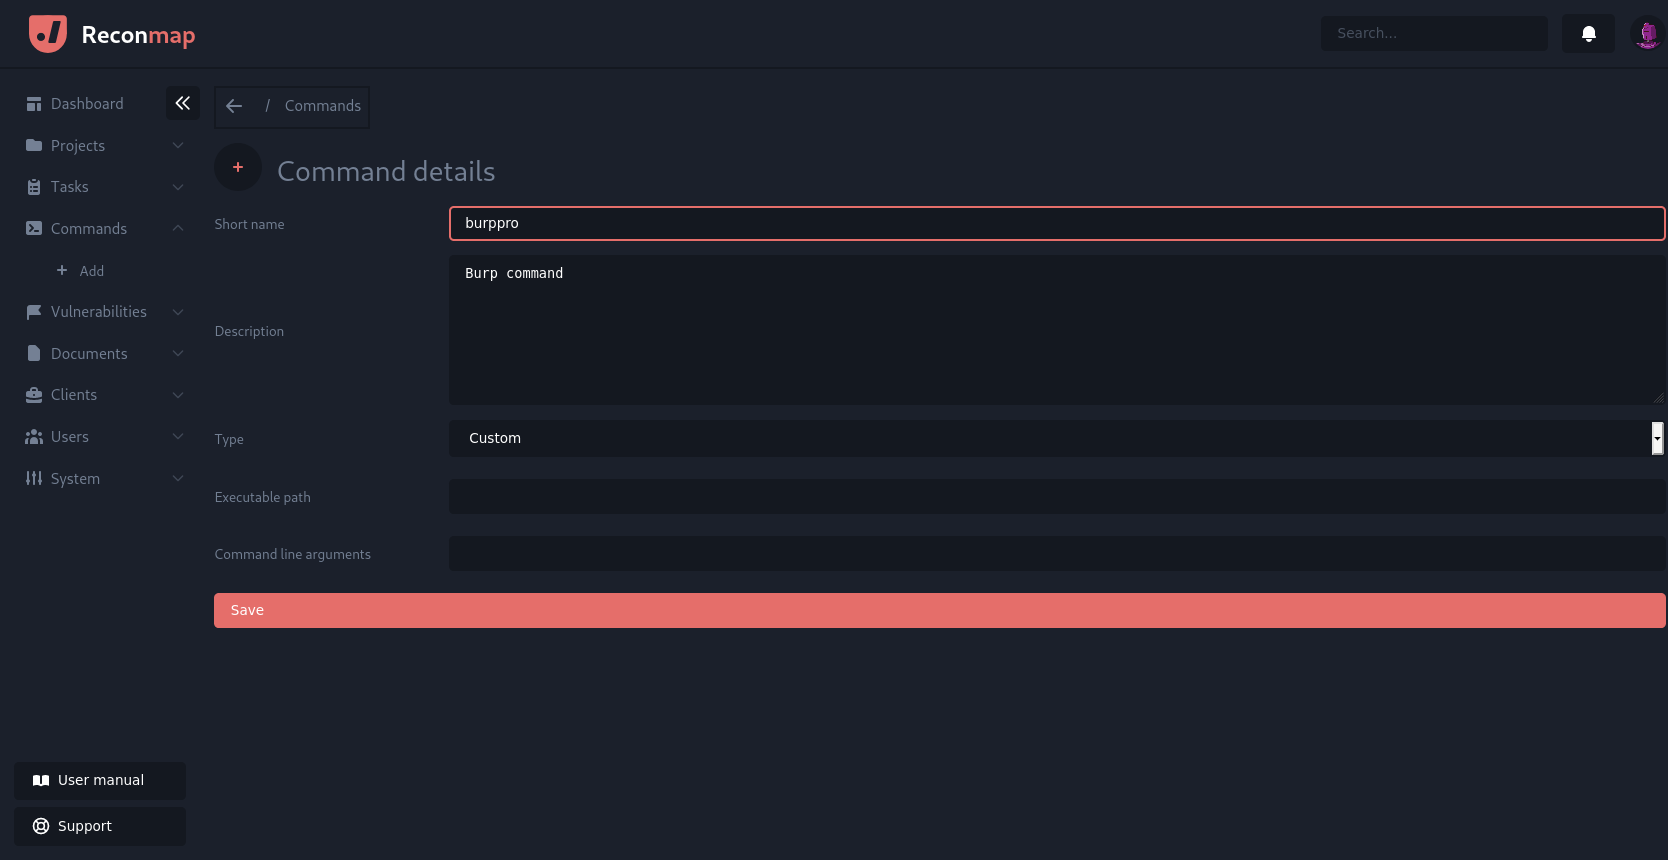 Reconmap
Search...
Dashboard
Projects
Tasks
Commands
+ Add
Vulnerabilities
Documents
Clients
Users
System
User manual
Support
/ Commands
+ Command details
Short name
burppro
Description
Burp command
Type
Custom
Executable path
Command line arguments
Save